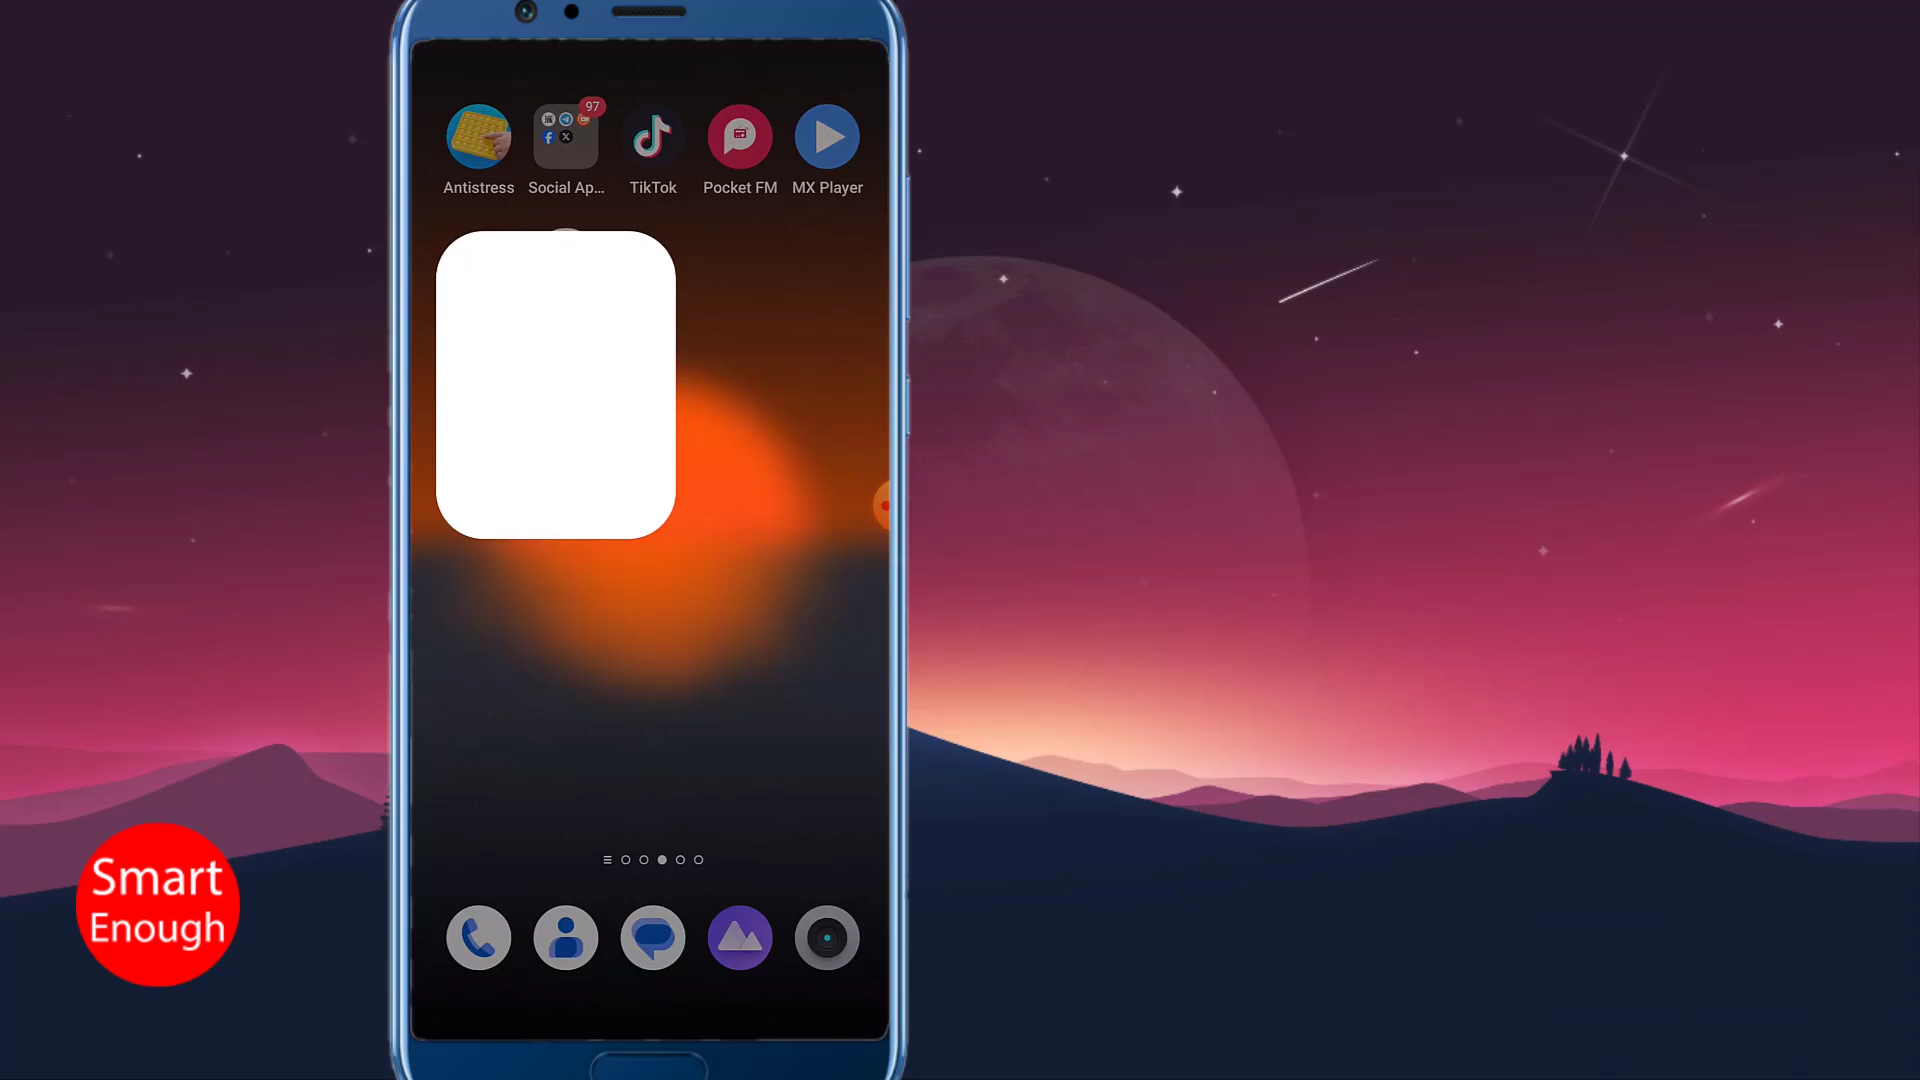 97
Antistress Social Ap... TikTok Pocket FM MX Player
Smart
Enough